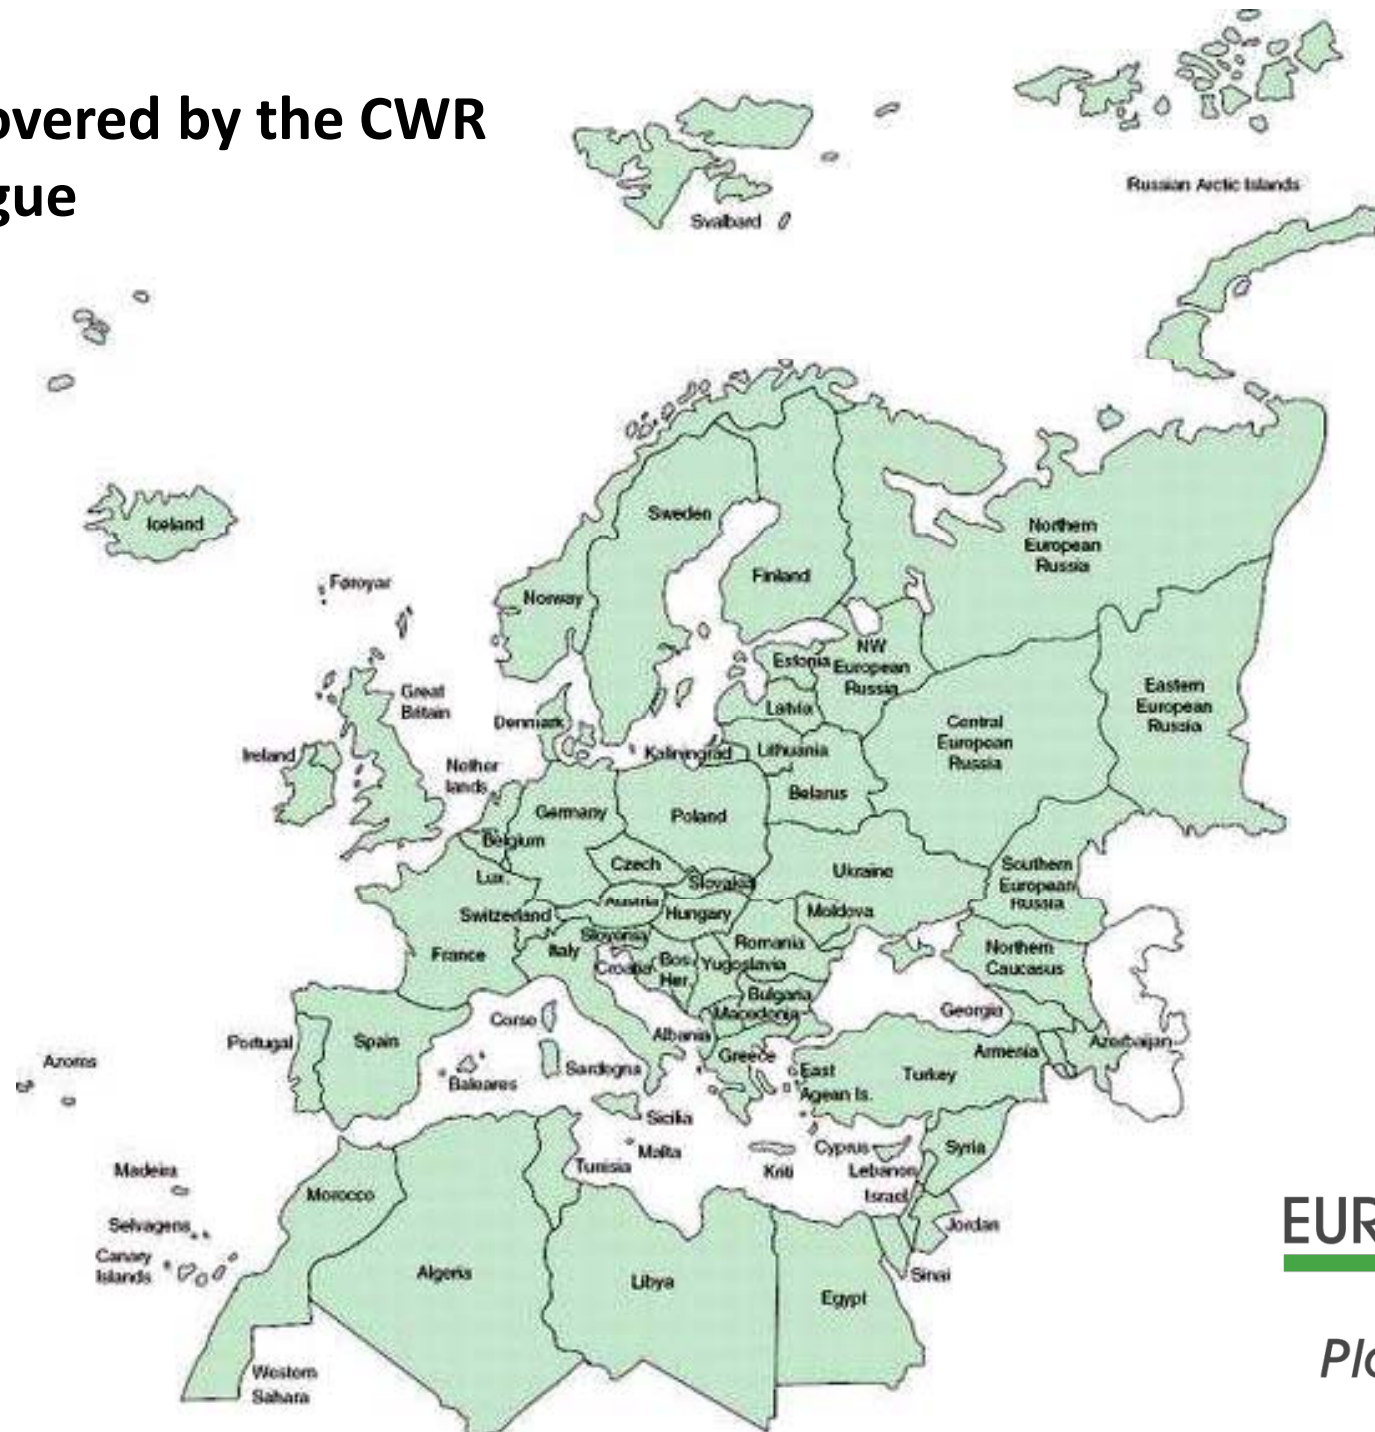 overed by the CWR
gue
Russian Arctic Islands
Svalbard
Iceland
Sweden
Northern
European
Russia
Finland
Føroyar
Norway
NW
European
Russia
Estonia
Great
Britain
Eastern
European
Russia
Latvia
Denmark
Central
European
Russia
Ireland
Kaliningrad
Lithuania
Nether
lands
Belarus
Germany
Poland
Belgium
Czech
Ukraine
Southern
European
Russia
Lux.
Slovakia
Austria
Switzerland
Hungary
Moldova
Slovenia
Romania
France
Italy
Croatia
Bos.
Her.
Yugoslavia
Northern
Caucasus
Bulgaria
Macedonia
Georgia
Corse
Portugal
Spain
Albania
Azerbaijan
Armenia
Greece
Azores
Baleares
Sardegna
East
Agean Is.
Turkey
Sicilia
Malta
Cyprus
Syria
Tunisia
Kriti
Lebanon
Madeira
Morocco
Israel
Selvagens
Jordan
Canary
Islands
Algeria
Libya
Sinai
Egypt
Western
Sahara
EUR
Pla